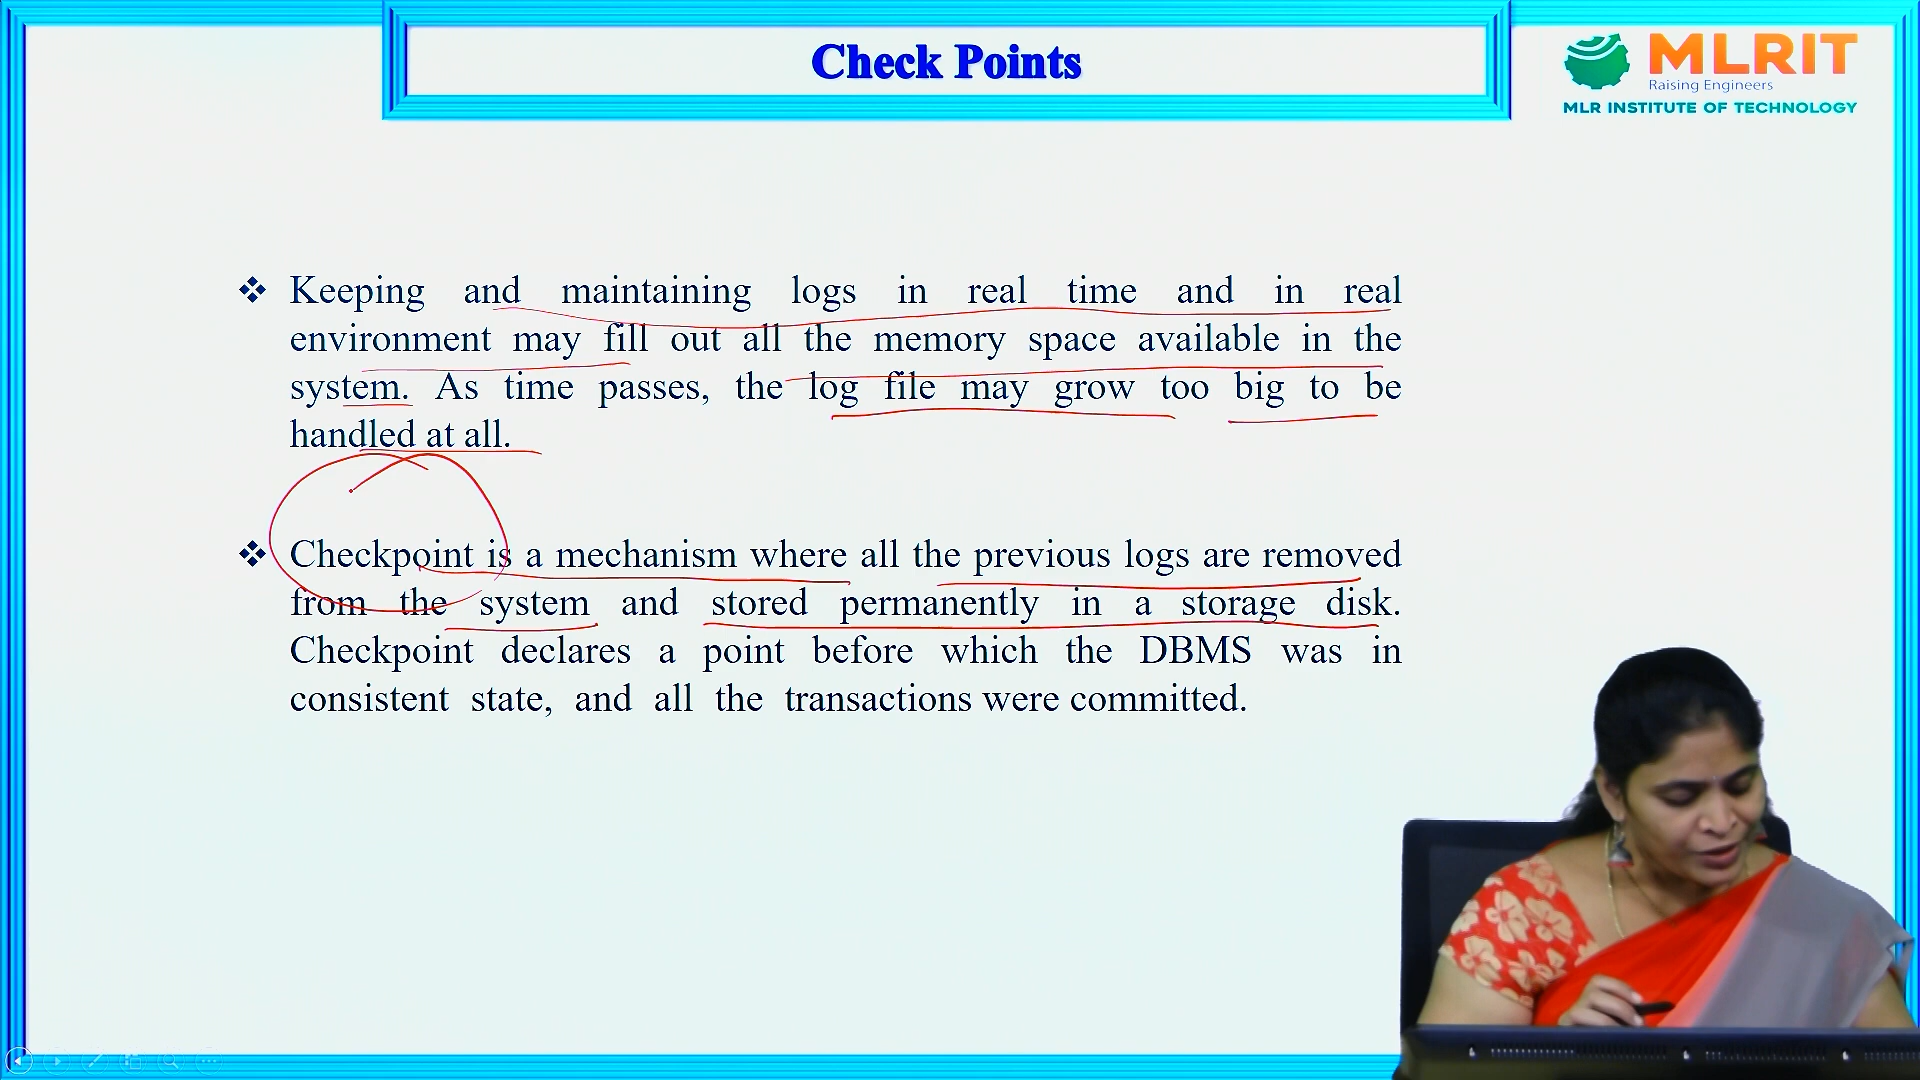 Check Points
MLRIT
Raising Engineers
MLR INSTITUTE OF TECHNOLOGY
❖ Keeping and maintaining logs in real time and in real
environment may fill out all the memory space available in the
system. As time passes, the log file may grow too big to be
handled at all.
❖ Checkpoint is a mechanism where all the previous logs are removed
from the system and stored permanently in a storage disk.
Checkpoint declares a point before which the DBMS was in
consistent state, and all the transactions were committed.